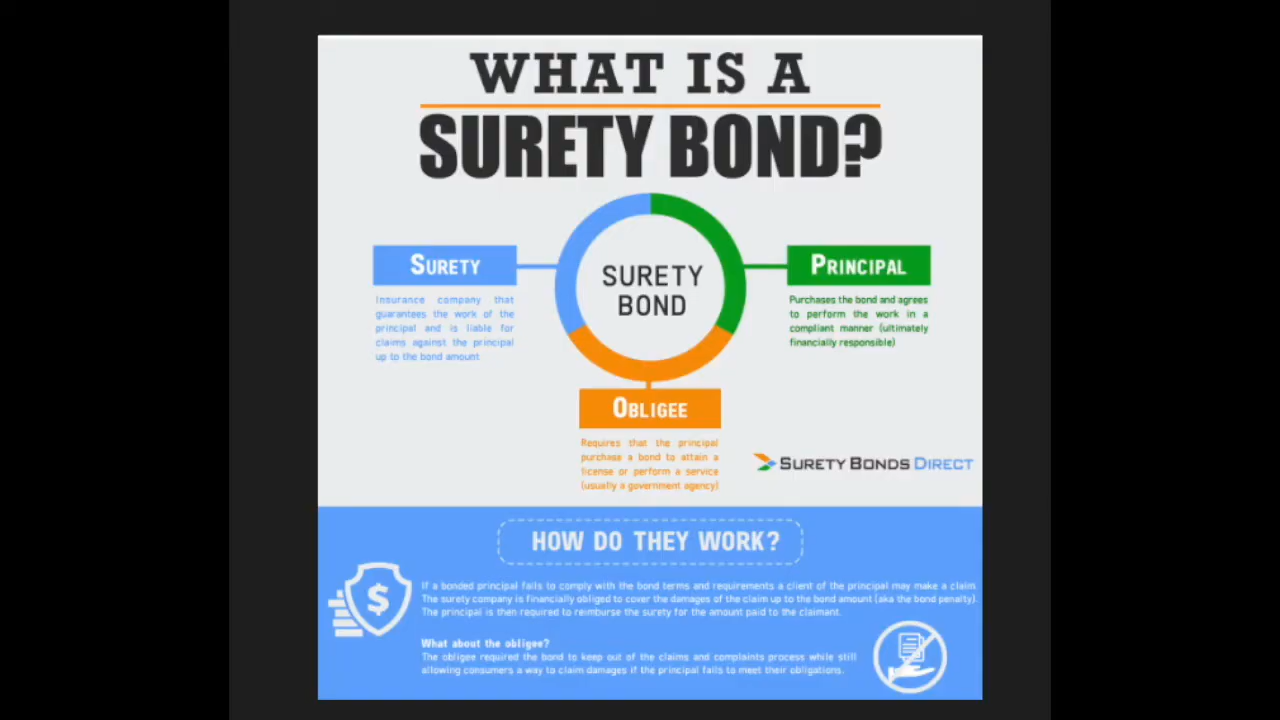 WHAT IS A
SURETY BOND?
SURETY
Insurance company that
guarantees the work of the
principal and is liable for
claims against the principal
up to the bond amount
SURETY
BOND
PRINCIPAL
Purchases the bond and agrees
to perform the work in a
compliant manner (ultimately
financially responsible)
OBLIGEE
Requires that the principal
purchase a bond to attain a
license or perform a service
(usually a government agency)
SURETY BONDS DIRECT
HOW DO THEY WORK?
$
If a bonded principal fails to comply with the bond terms and requirements a client of the principal may make a claim.
The surety company is financially obliged to cover the damages of the claim up to the bond amount (aka the bond penalty).
The principal is then required to reimburse the surety for the amount paid to the claimant.
What about the obligee?
The obligee required the bond to keep out of the claims and complaints process while still
allowing consumers a way to claim damages if the principal fails to meet their obligations.